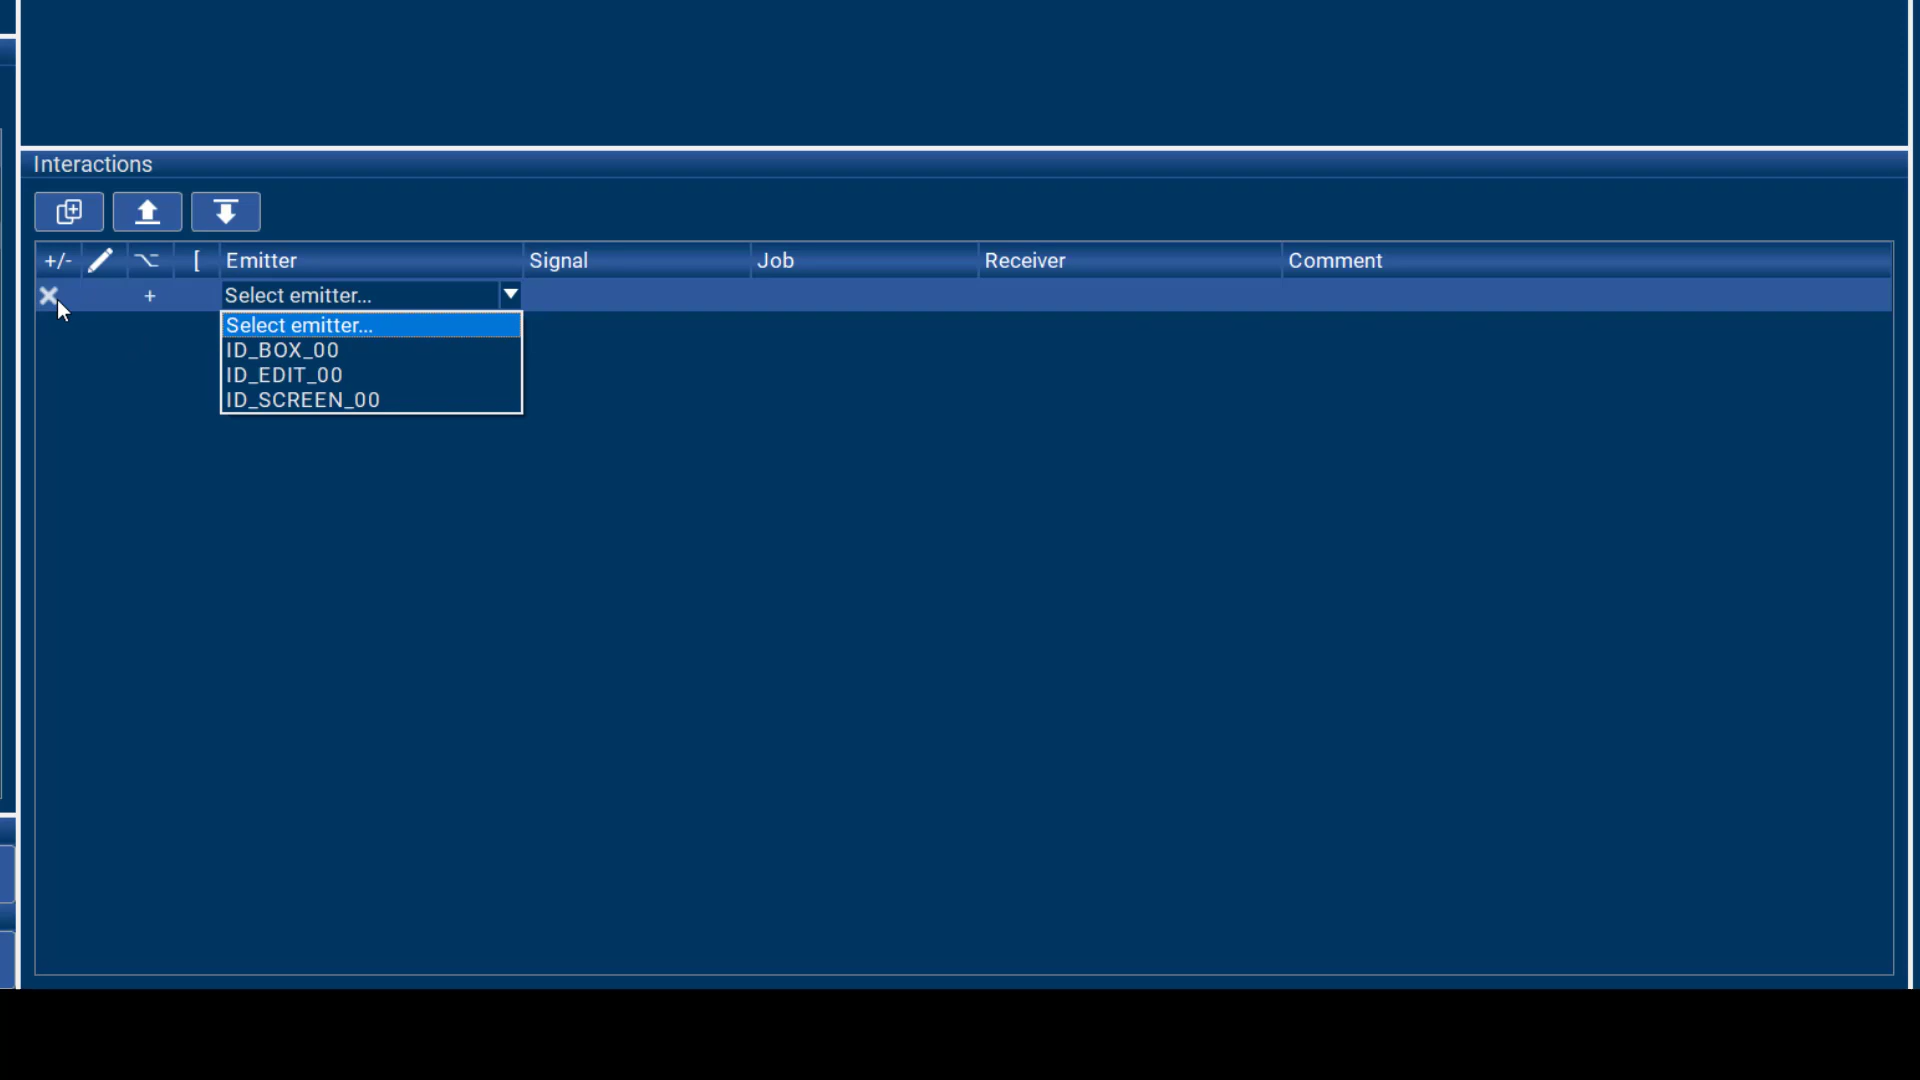 Interactions
+/- [ Emitter Signal Job Receiver Comment
+ Select emitter...
Select emitter...
ID_BOX_00
ID_EDIT_00
ID_SCREEN_00